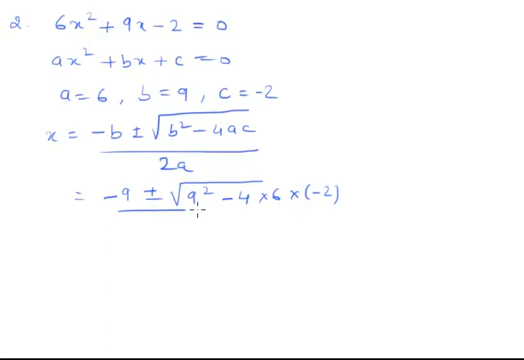 2. 6x² + 9x - 2 = 0
ax² + bx + c = 0
a = 6 , b = 9 , c = -2
x = -b ± √b² - 4ac
2a
= -9 ± √9² - 4 × 6 × (-2)